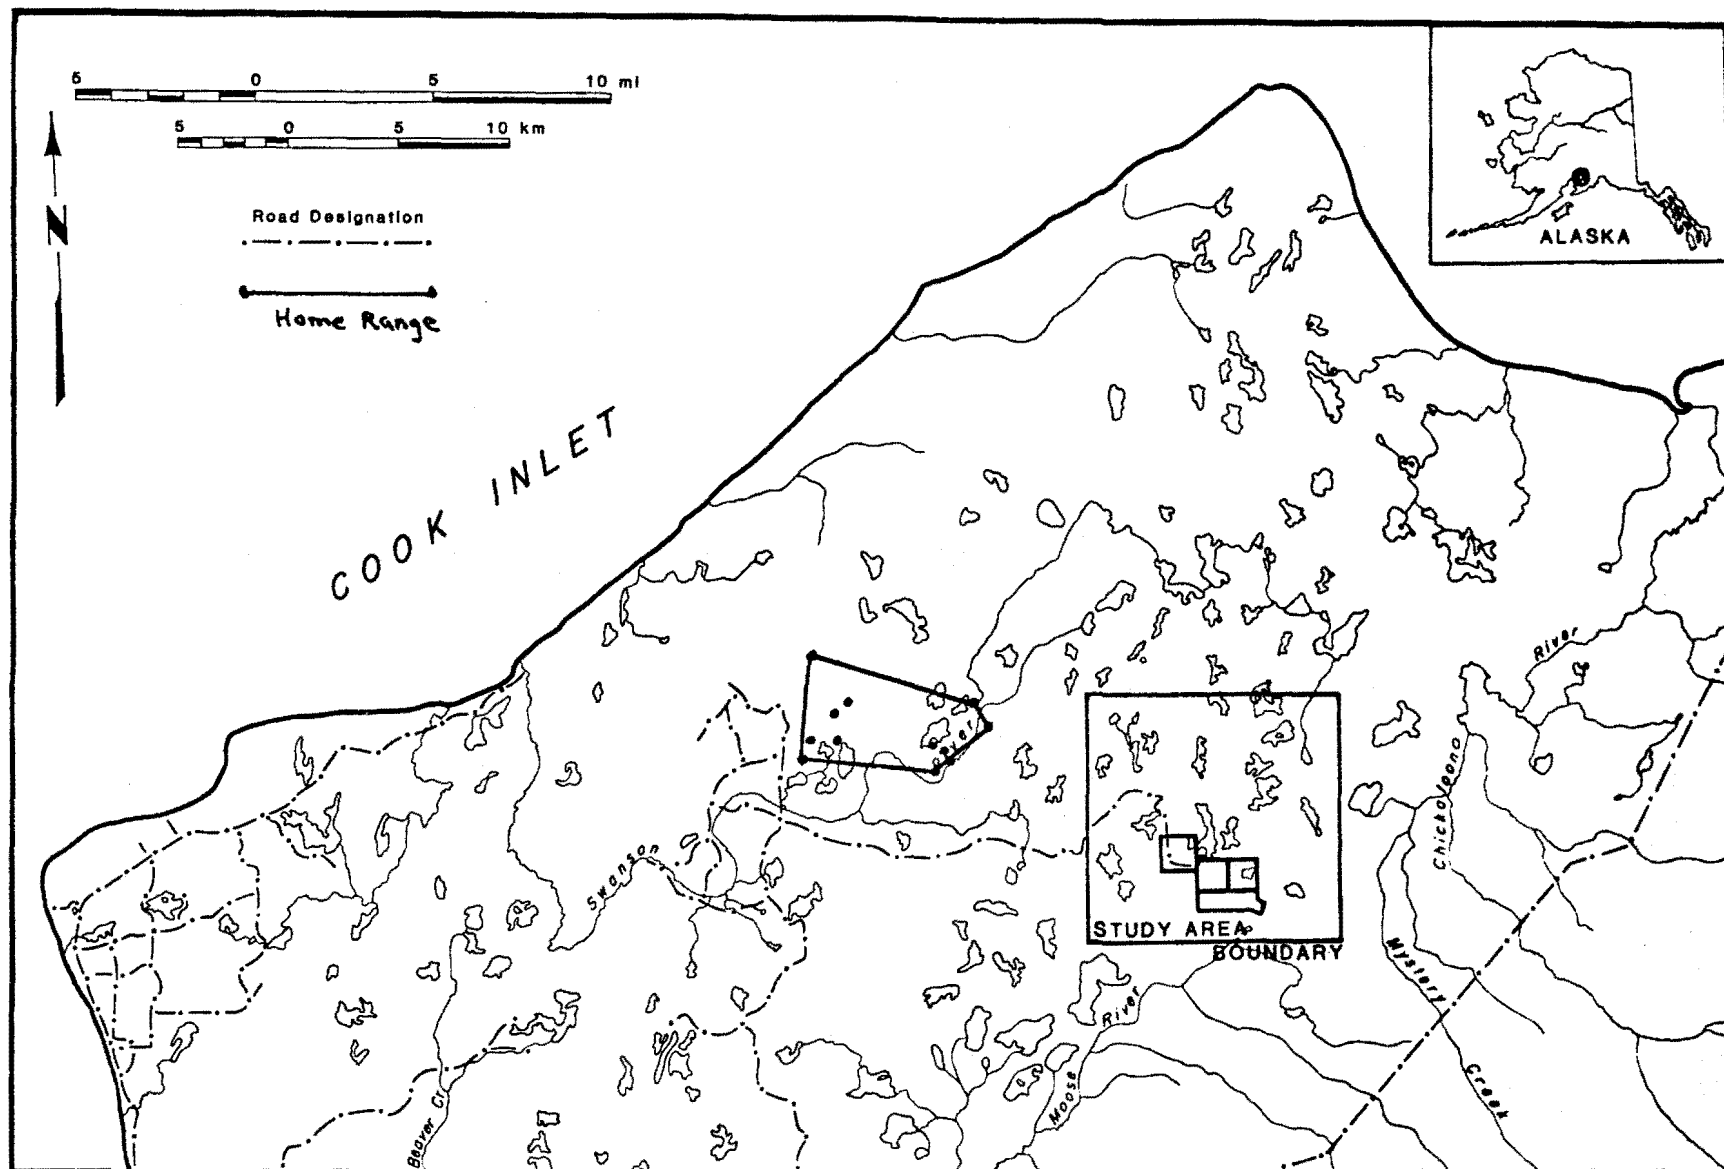 5 0 5 10 mi
5 0 5 10 km
N
Road Designation
Home Range
ALASKA
COOK INLET
River
River
Swanson
Chickaloona
STUDY AREA
BOUNDARY
Mystery
Creek
River
Moose
Beaver Cr